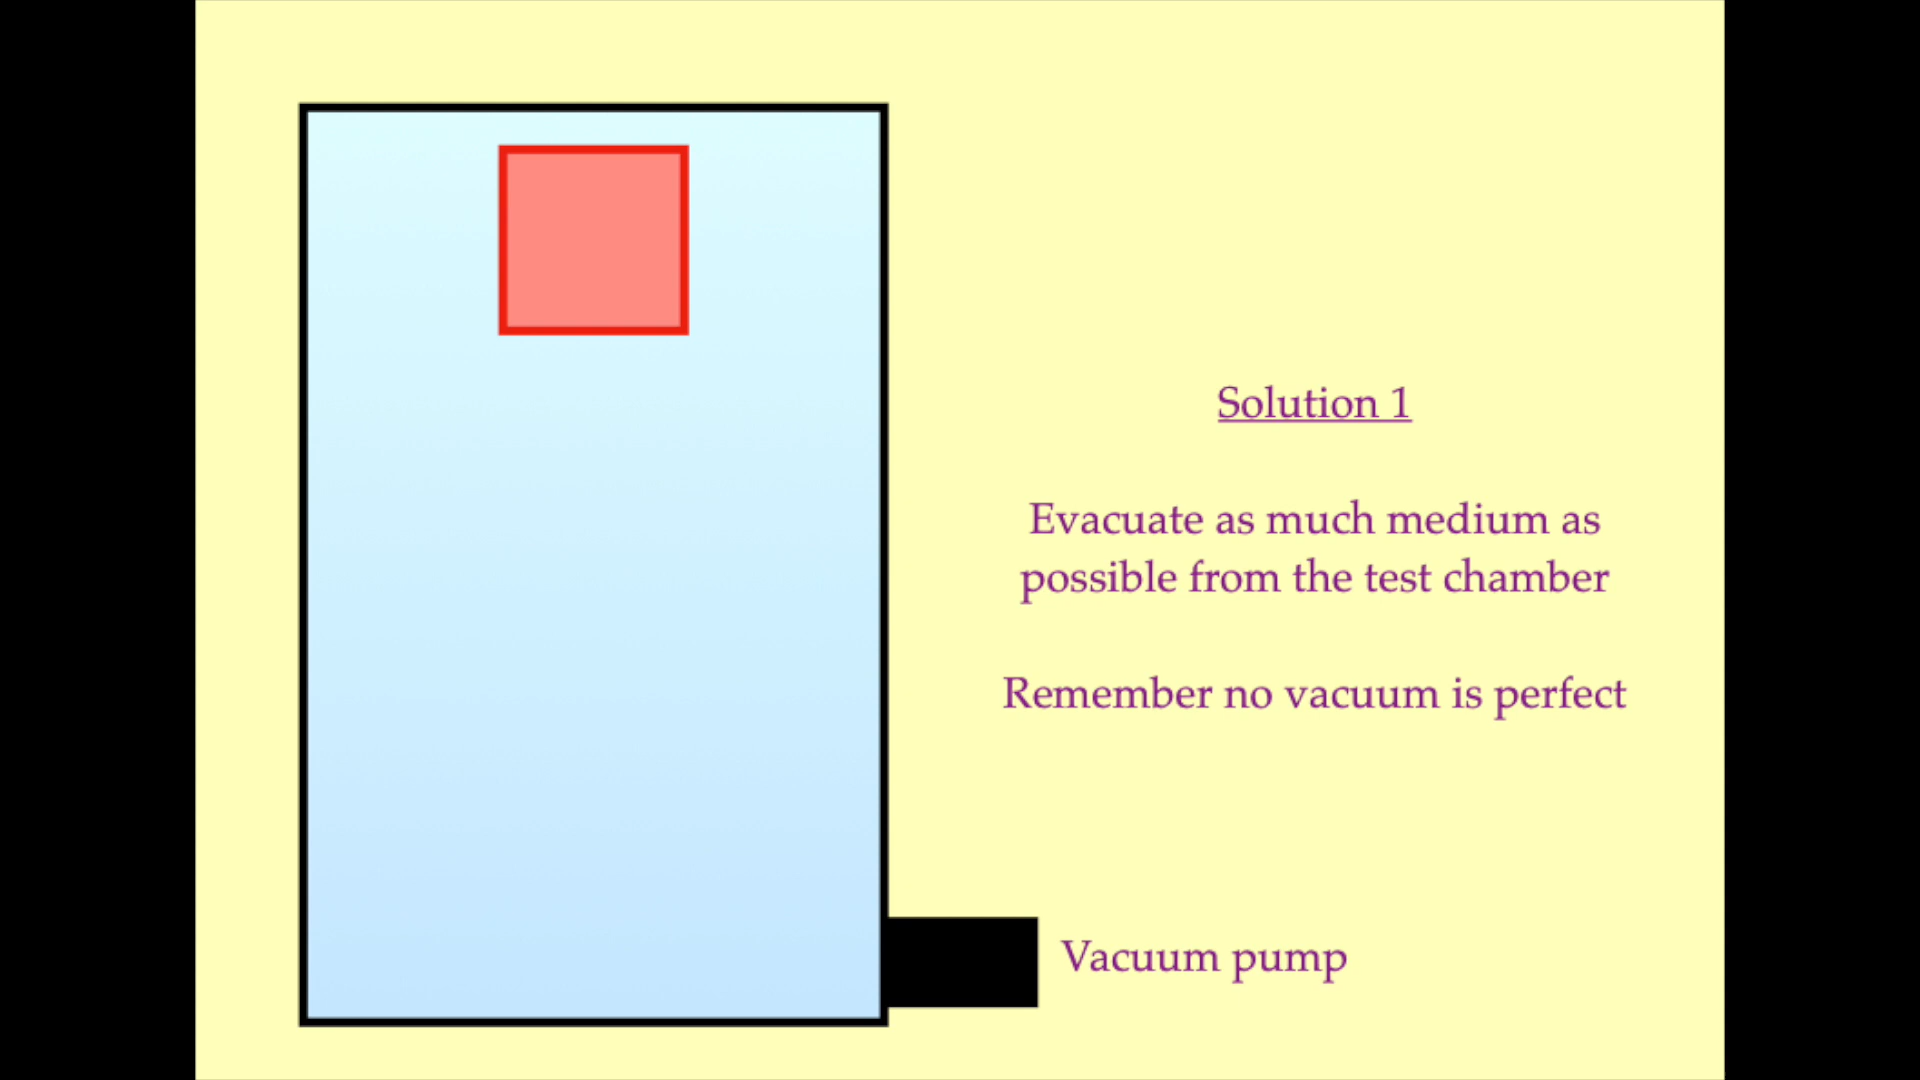 Solution 1
Evacuate as much medium as
possible from the test chamber
Remember no vacuum is perfect
Vacuum pump